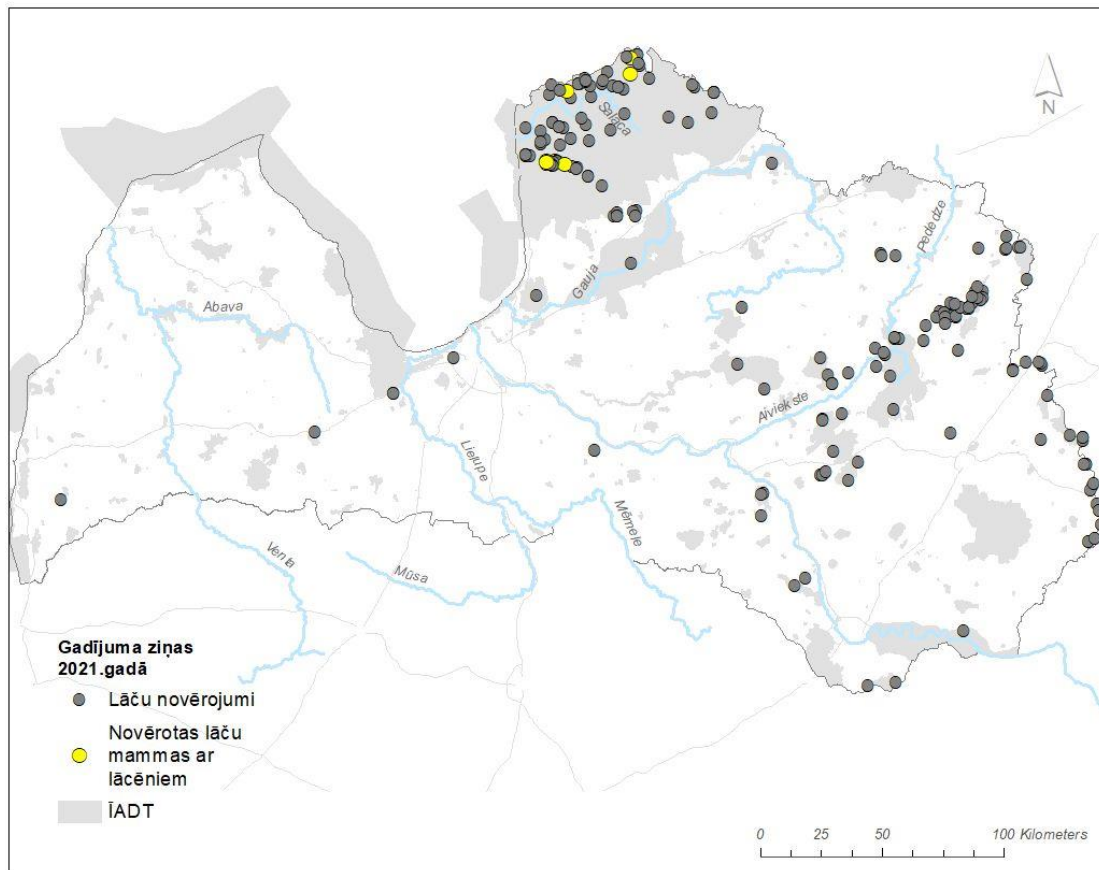 N
Salaca
Pededze
Gauja
Abava
Aiviekste
Lielupe
Mēmele
Venta
Mūsa
Gadījuma ziņas
2021.gadā
Lāču novērojumi
Novērotas lāču
mammas ar
lācēniem
ĪADT
0 25 50 100 Kilometers